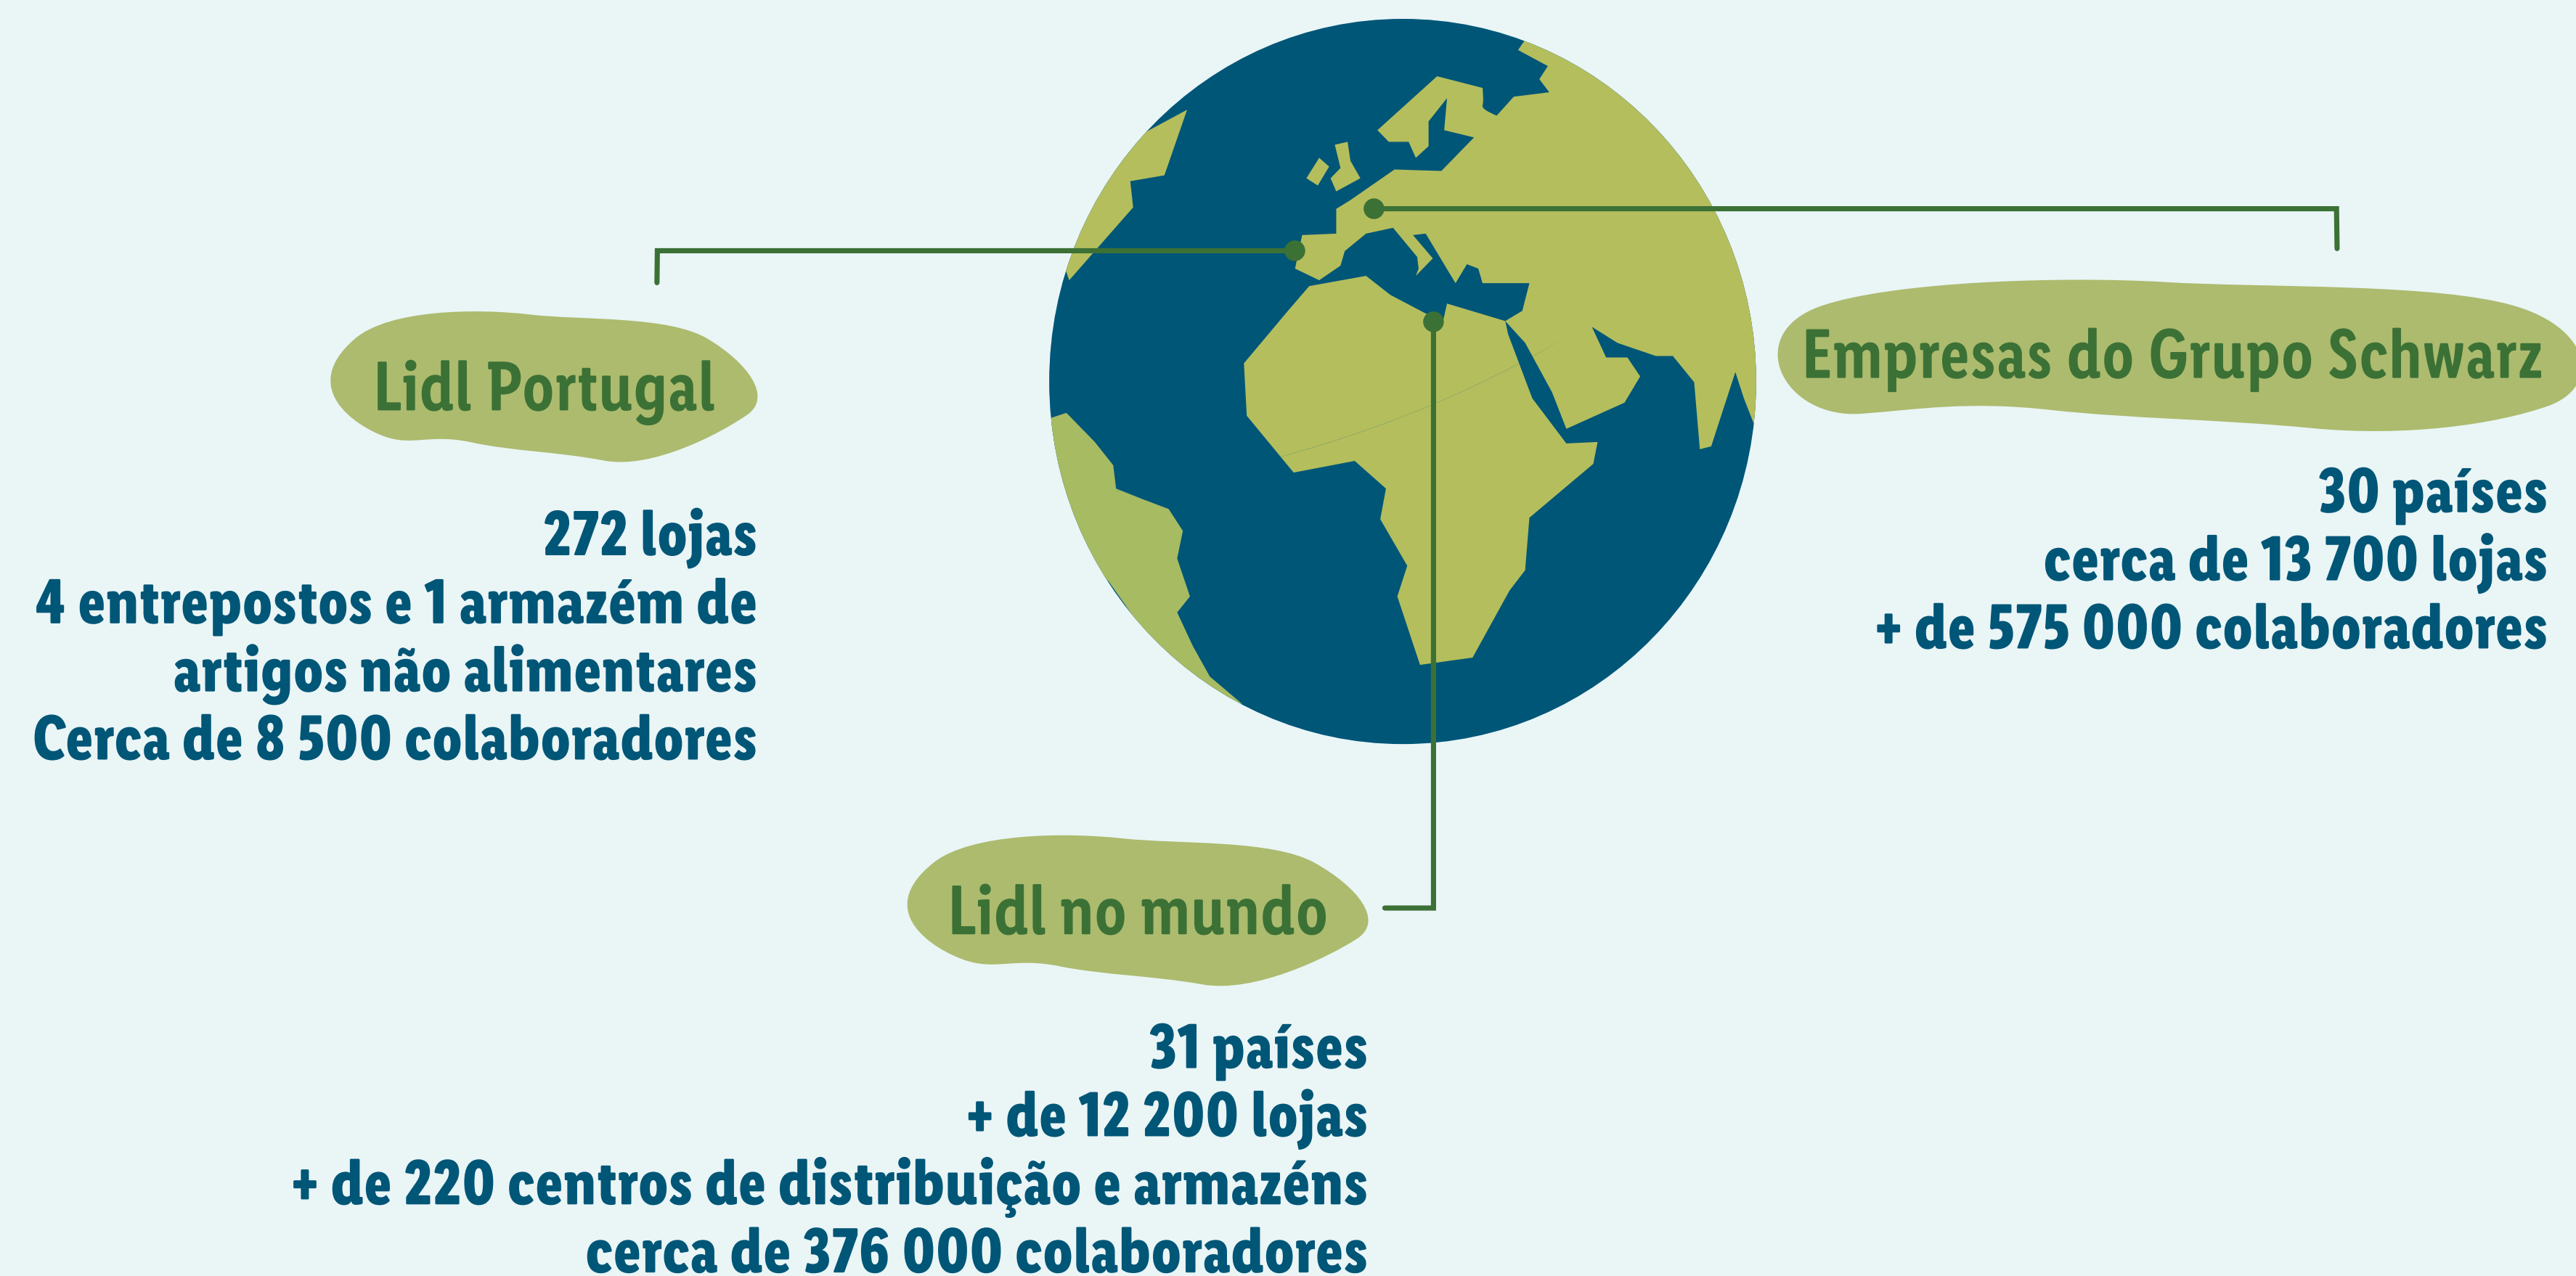 Lidl Portugal
272 lojas
4 entrepostos e 1 armazém de
artigos não alimentares
Cerca de 8 500 colaboradores
Empresas do Grupo Schwarz
30 países
cerca de 13 700 lojas
+ de 575 000 colaboradores
Lidl no mundo
31 países
+ de 12 200 lojas
+ de 220 centros de distribuição e armazéns
cerca de 376 000 colaboradores